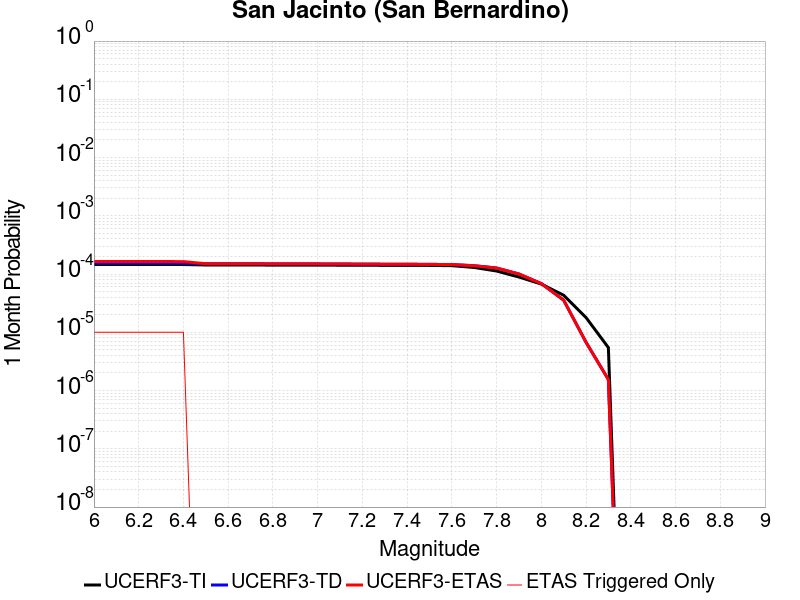 San Jacinto (San Bernardino)
10 0
10 -1
10 -2
10 -3
10 -4
10 -5
10 -6
10 -7
10 -8
1 Month Probability
6 6.2 6.4 6.6 6.8 7 7.2 7.4 7.6 7.8 8 8.2 8.4 8.6 8.8 9
Magnitude
UCERF3-TI UCERF3-TD UCERF3-ETAS ETAS Triggered Only